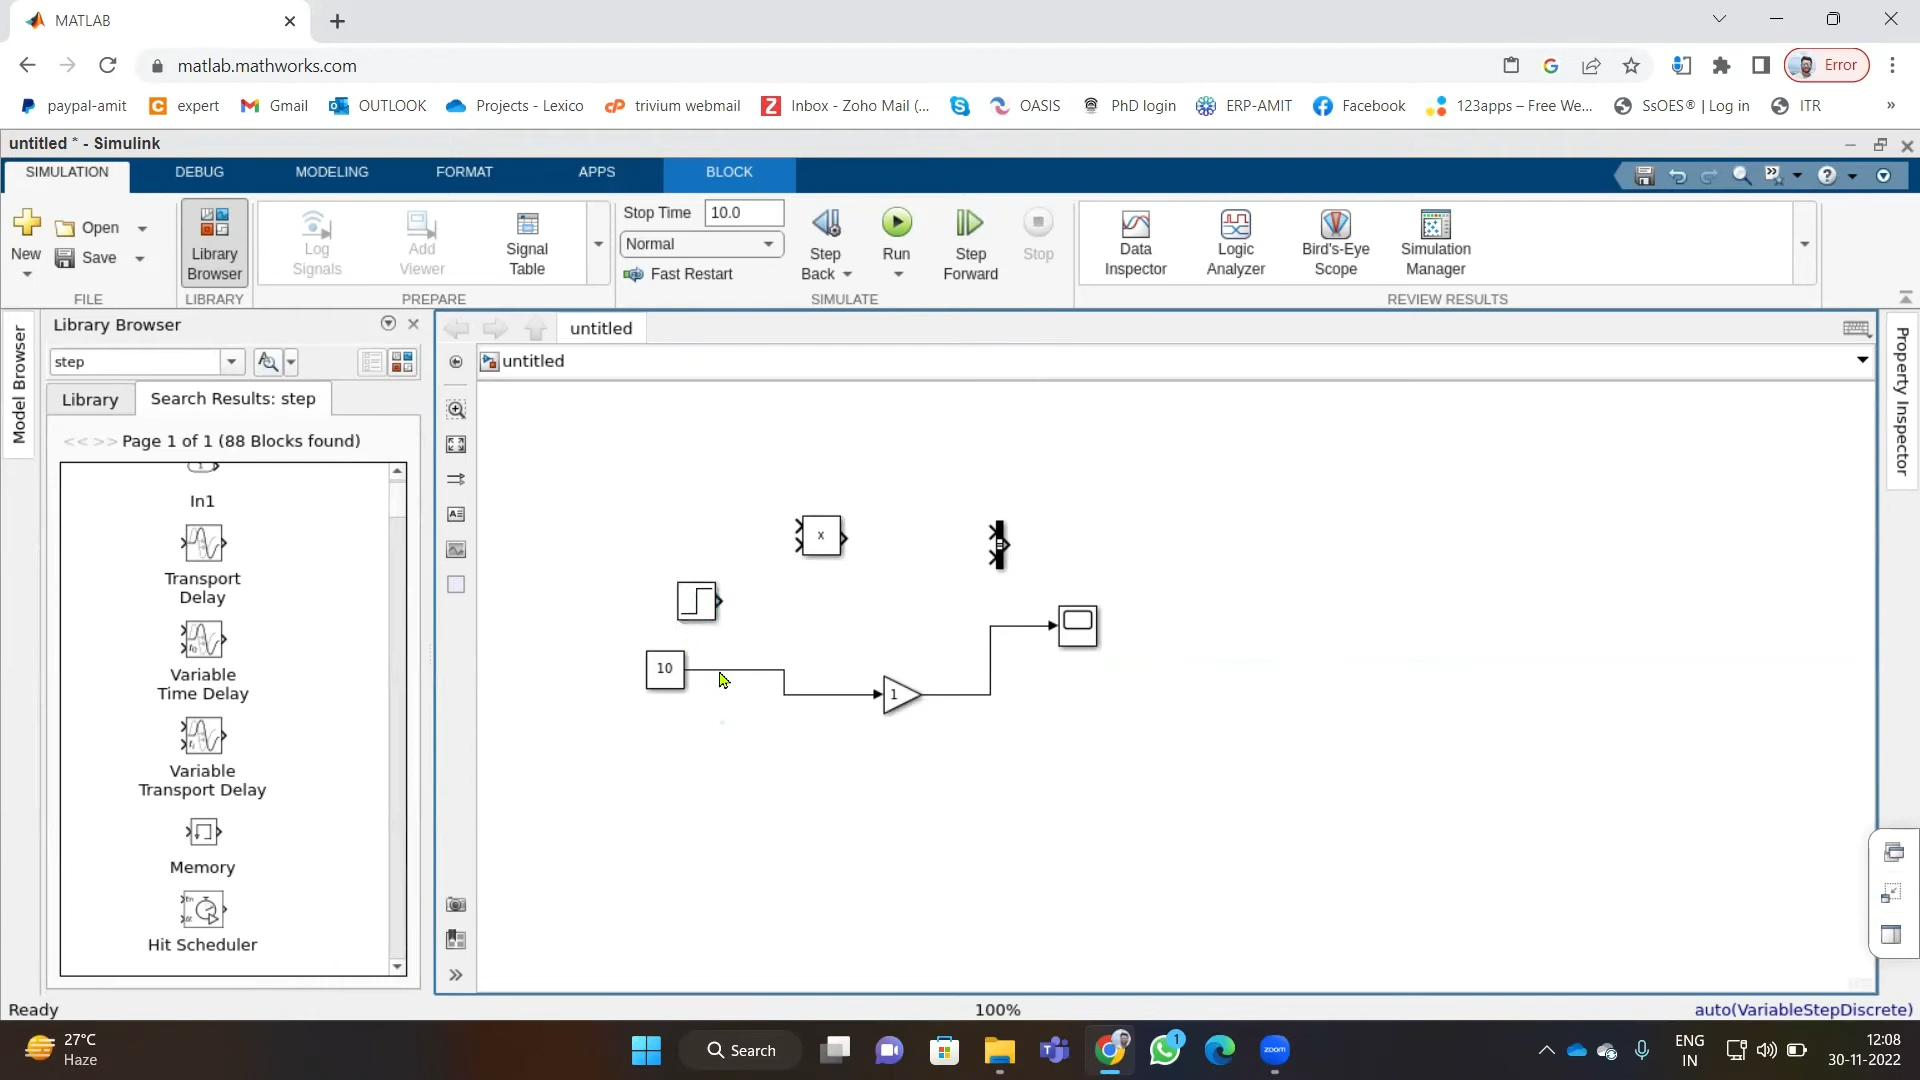 MATLAB
matlab.mathworks.com
Error
paypal-amit
expert
Gmail
OUTLOOK
Projects - Lexico
trivium webmail
Inbox - Zoho Mail (...
OASIS
PhD login
ERP-AMIT
Facebook
123apps – Free We...
SsOES® | Log in
ITR
»
untitled * - Simulink
SIMULATION
DEBUG
MODELING
FORMAT
APPS
BLOCK
New
Open
Save
FILE
Library
Browser
LIBRARY
Log
Signals
Add
Viewer
Signal
Table
PREPARE
Stop Time
10.0
Normal
Fast Restart
Step
Back
Run
Step
Forward
Stop
SIMULATE
Data
Inspector
Logic
Analyzer
Bird's-Eye
Scope
Simulation
Manager
REVIEW RESULTS
Model Browser
Library Browser
step
Library
Search Results: step
<< >> Page 1 of 1 (88 Blocks found)
In1
Transport
Delay
Variable
Time Delay
Variable
Transport Delay
Memory
Hit Scheduler
untitled
untitled
x
10
1
Property Inspector
Ready
100%
auto(VariableStepDiscrete)
27°C
Haze
Search
zoom
1
ENG
IN
12:08
30-11-2022